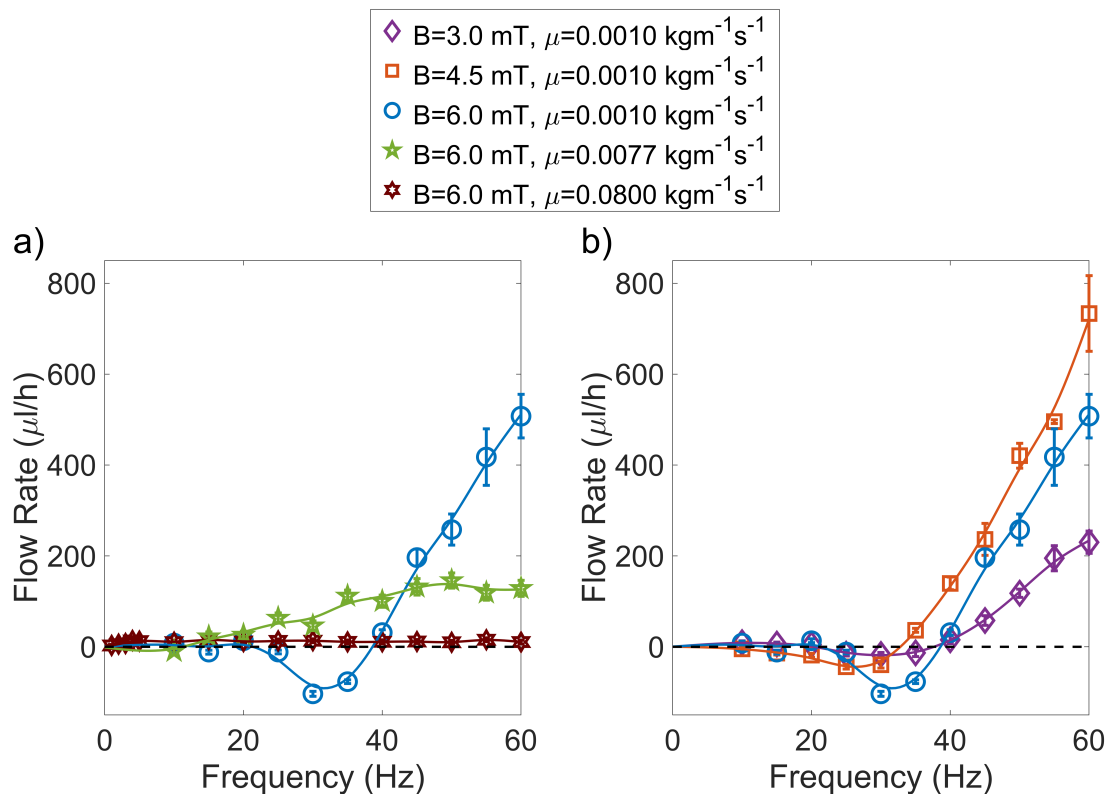 B=3.0 mT, μ=0.0010 kgm⁻¹s⁻¹
B=4.5 mT, μ=0.0010 kgm⁻¹s⁻¹
B=6.0 mT, μ=0.0010 kgm⁻¹s⁻¹
B=6.0 mT, μ=0.0077 kgm⁻¹s⁻¹
B=6.0 mT, μ=0.0800 kgm⁻¹s⁻¹
a)
800
600
400
200
0
Flow Rate (μl/h)
0 20 40 60
Frequency (Hz)
b)
800
600
400
200
0
Flow Rate (μl/h)
0 20 40 60
Frequency (Hz)